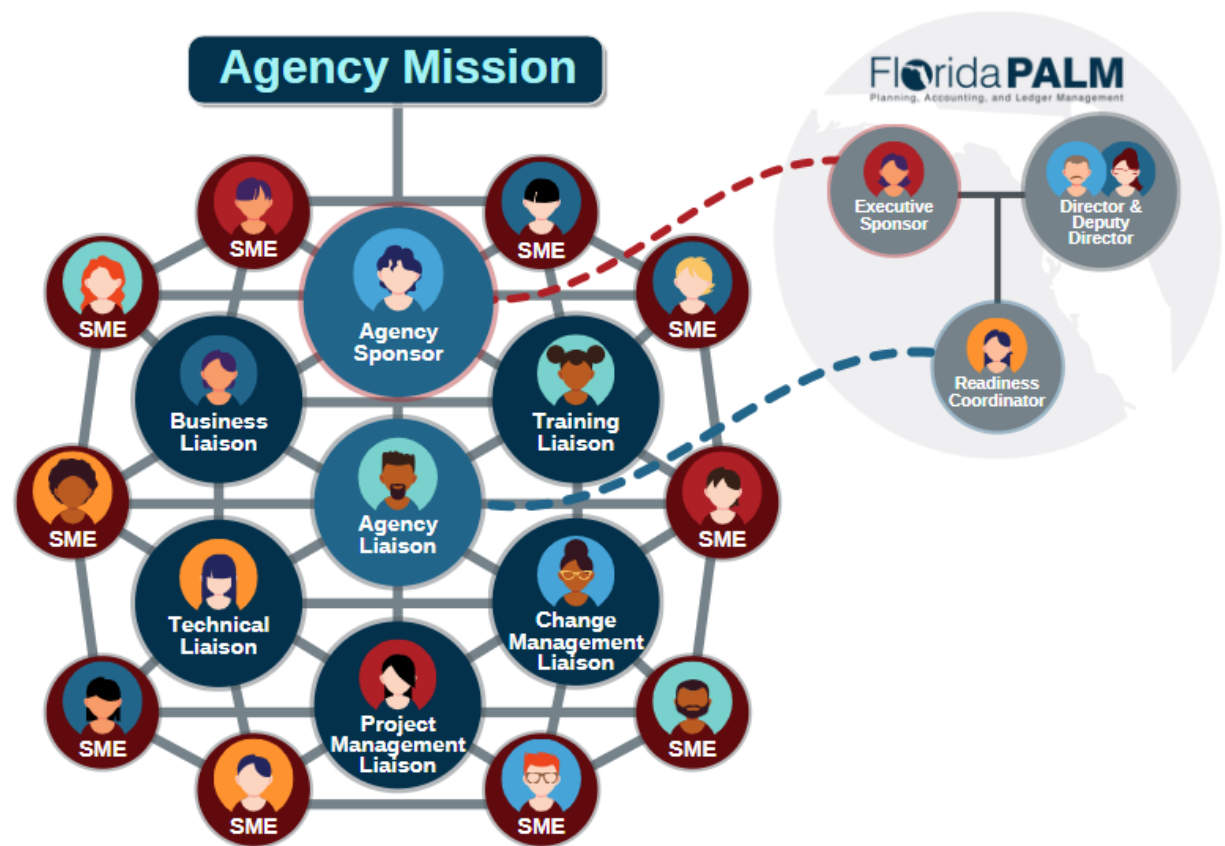 Agency Mission
FloridaPALM
Planning, Accounting, and Ledger Management
Executive
Sponsor
Director &
Deputy
Director
Readiness
Coordinator
SME
SME
SME
SME
Agency
Sponsor
Business
Liaison
Training
Liaison
Agency
Liaison
SME
SME
Technical
Liaison
Change
Management
Liaison
Project
Management
Liaison
SME
SME
SME
SME